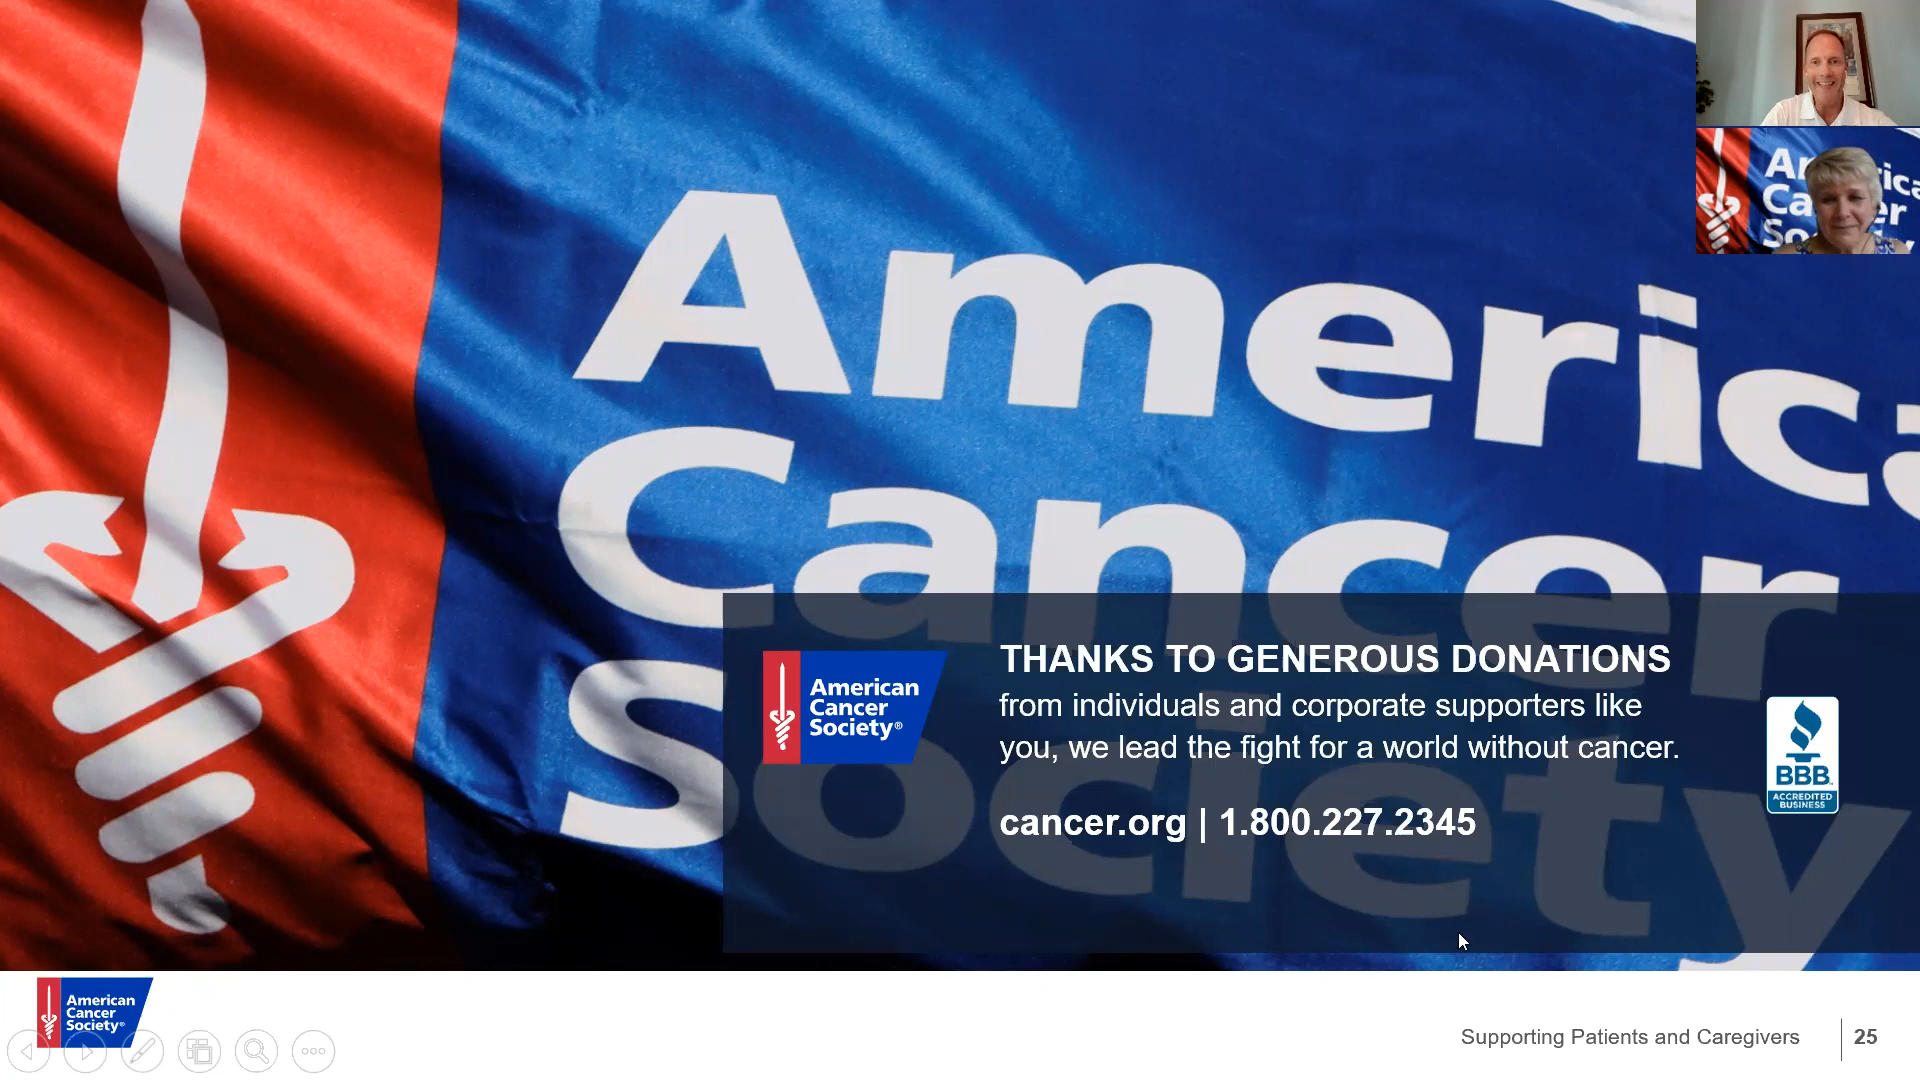 America
Cancer
Society
American
Cancer
Society®
THANKS TO GENEROUS DONATIONS
from individuals and corporate supporters like
you, we lead the fight for a world without cancer.
cancer.org | 1.800.227.2345
BBB
ACCREDITED
BUSINESS
American
Cancer
Society®
Supporting Patients and Caregivers
25